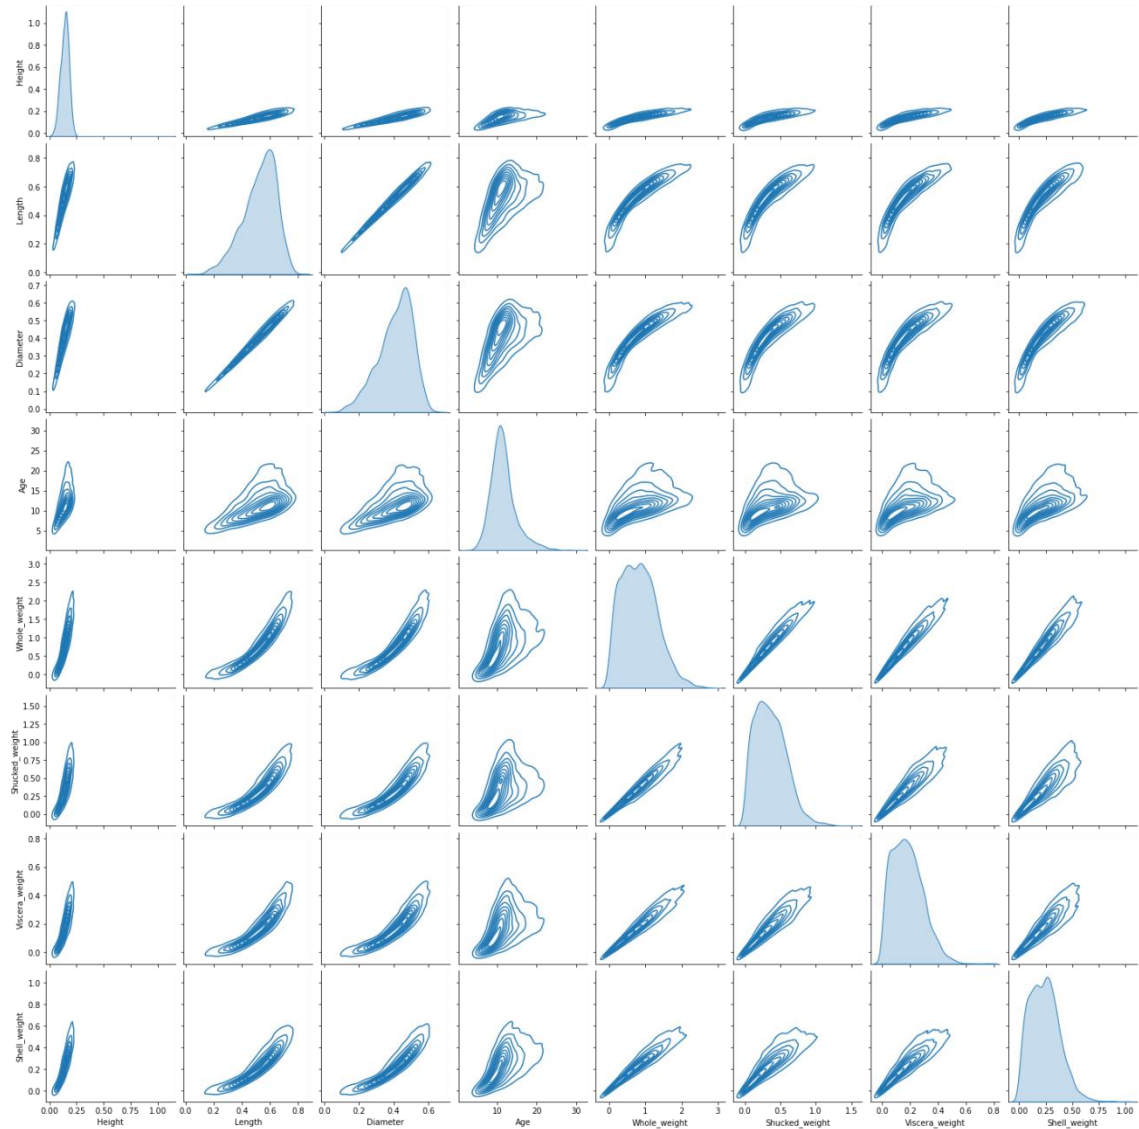 1.0
0.8
0.6
0.4
0.2
0.0
Height
0.8
0.6
0.4
0.2
0.0
Length
0.7
0.6
0.5
0.4
0.3
0.2
0.1
0.0
Diameter
30
25
20
15
10
5
Age
3.0
2.5
2.0
1.5
1.0
0.5
0.0
Whole_weight
1.50
1.25
1.00
0.75
0.50
0.25
0.00
Shucked_weight
0.8
0.6
0.4
0.2
0.0
Viscera_weight
1.0
0.8
0.6
0.4
0.2
0.0
Shell_weight
0.00 0.25 0.50 0.75 1.00
0.0 0.2 0.4 0.6 0.8
0.0 0.2 0.4 0.6
10 20 30
0 1 2 3
0.0 0.5 1.0 1.5
0.0 0.2 0.4 0.6 0.8
0.00 0.25 0.50 0.75 1.00
Height Length Diameter Age Whole_weight Shucked_weight Viscera_weight Shell_weight